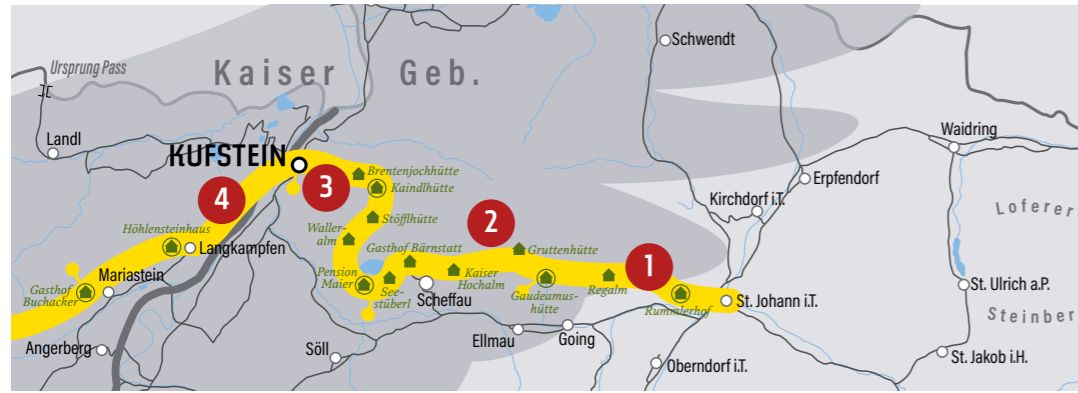 Schwendt
Ursprung Pass
Kaiser Geb.
Landl
Waidring
KUFSTEIN
Brentenjochhütte
3
Kaindlhütte
Erpfendorf
4
Kirchdorf i.T.
Loferer
Stöfflhütte
Höhlensteinhaus
Waller-
alm
2
Langkampfen
Gasthof Bärnstatt
Gruttenhütte
1
Mariastein
Gasthof
Buchacker
Pension
Maier
See-
stüberl
Kaiser
Hochalm
Scheffau
Gaudeamus-
hütte
Regalm
Rummlerhof
St. Johann i.T.
St. Ulrich a.P.
Steinber
Angerberg
Söll
Ellmau
Going
Oberndorf i.T.
St. Jakob i.H.